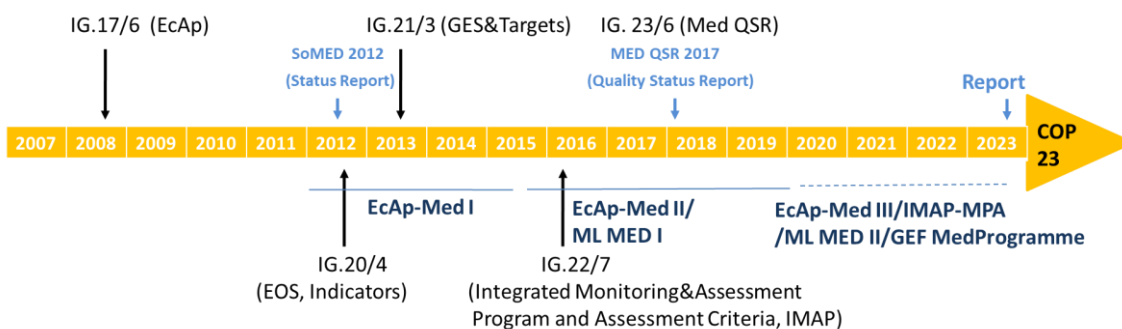 IG.17/6 (EcAp)
IG.21/3 (GES&Targets)
IG. 23/6 (Med QSR)
SoMED 2012
(Status Report)
MED QSR 2017
(Quality Status Report)
Report
2007 2008 2009 2010 2011 2012 2013 2014 2015 2016 2017 2018 2019 2020 2021 2022 2023
COP
23
EcAp-Med I
EcAp-Med II/
ML MED I
EcAp-Med III/IMAP-MPA
/ML MED II/GEF MedProgramme
IG.20/4
(EOS, Indicators)
IG.22/7
(Integrated Monitoring&Assessment
Program and Assessment Criteria, IMAP)